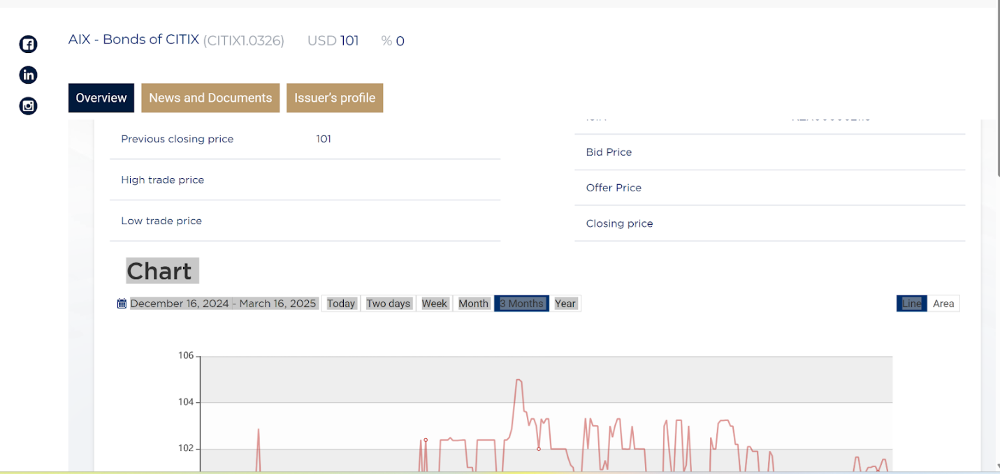 AIX - Bonds of CITIX (CITIX1.0326) USD 101 % 0
Overview News and Documents Issuer's profile
Previous closing price 101
High trade price
Low trade price
Bid Price
Offer Price
Closing price
Chart
December 16, 2024 - March 16, 2025 Today Two days Week Month 3 Months Year Line Area
106
104
102